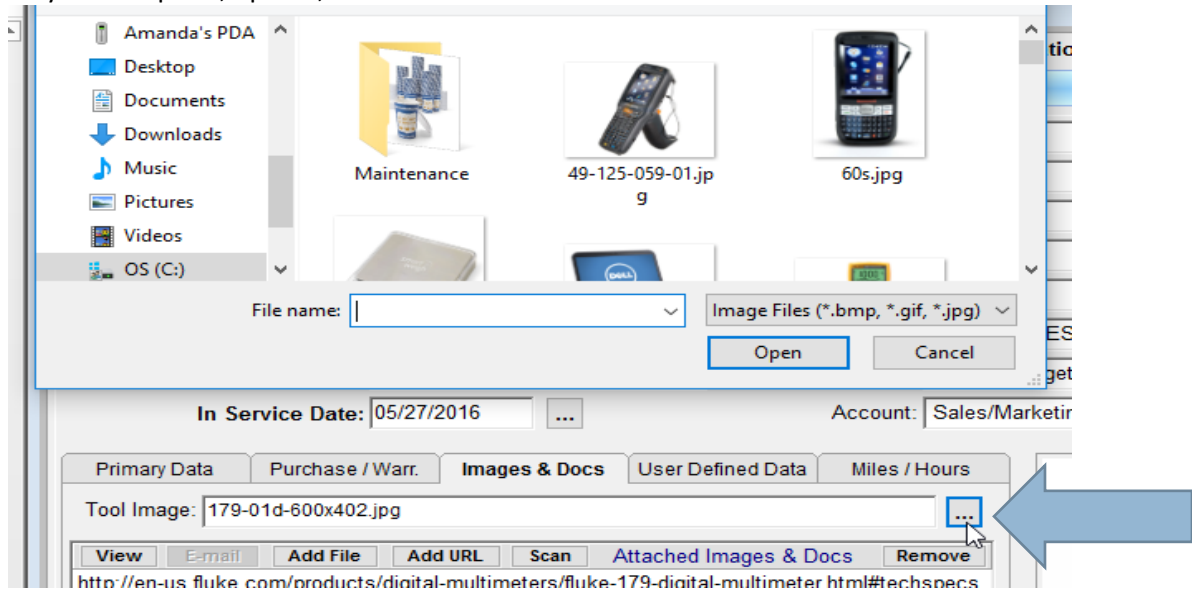 Amanda's PDA
Desktop
Documents
Downloads
Music
Pictures
Videos
OS (C:)
Maintenance
49-125-059-01.jp
g
60s.jpg
DELL
File name:
Image Files (*.bmp, *.gif, *.jpg)
Open
Cancel
In Service Date: 05/27/2016 ...
Account: Sales/Marketin
Primary Data
Purchase / Warr.
Images & Docs
User Defined Data
Miles / Hours
Tool Image: 179-01d-600x402.jpg ...
View
E-mail
Add File
Add URL
Scan
Attached Images & Docs
Remove
http://en-us.fluke.com/products/digital-multimeters/fluke-179-digital-multimeter.html#techspecs